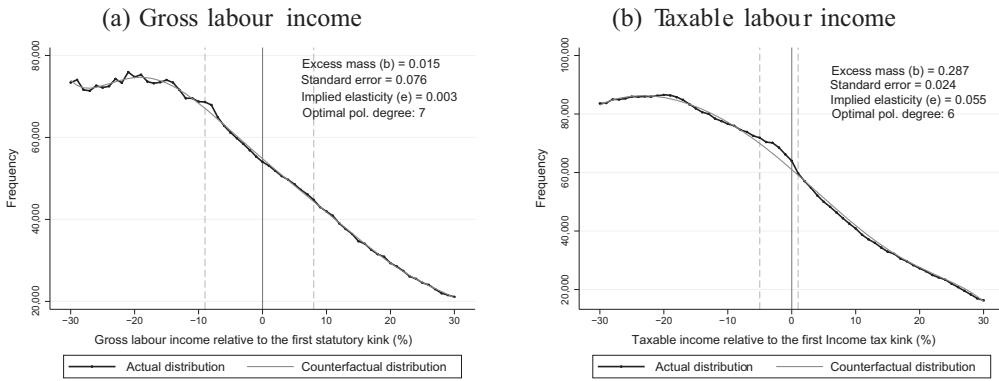 (a) Gross labour income
Excess mass (b) = 0.015
Standard error = 0.076
Implied elasticity (e) = 0.003
Optimal pol. degree: 7
Frequency
80,000
60,000
40,000
20,000
−30 −20 −10 0 10 20 30
Gross labour income relative to the first statutory kink (%)
Actual distribution Counterfactual distribution
(b) Taxable labour income
Excess mass (b) = 0.287
Standard error = 0.024
Implied elasticity (e) = 0.055
Optimal pol. degree: 6
Frequency
100,000
80,000
60,000
40,000
20,000
−30 −20 −10 0 10 20 30
Taxable income relative to the first Income tax kink (%)
Actual distribution Counterfactual distribution